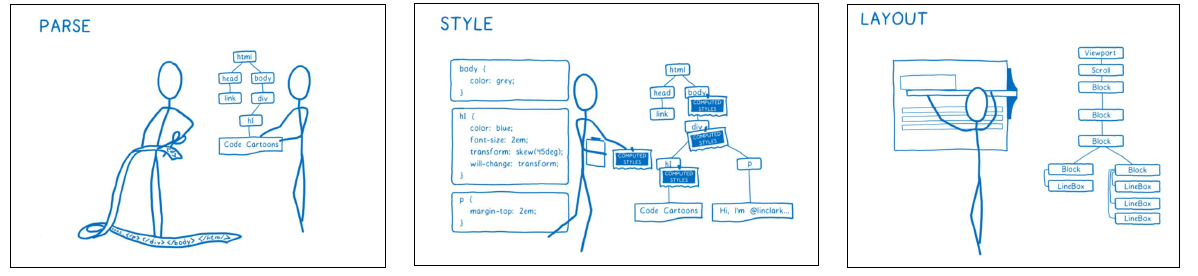 PARSE
html
head
body
link
div
h1
Code Cartoons
</p></div></body></html>
STYLE
body {
color: grey;
}
h1 {
color: blue;
font-size: 2em;
transform: skew(45deg);
will-change: transform;
}
p {
margin-top: 2em;
}
COMPUTED
STYLES
html
head
body
COMPUTED
STYLES
link
div
COMPUTED
STYLES
h1
p
COMPUTED
STYLES
Code Cartoons
Hi, I'm @linclark...
LAYOUT
Viewport
Scroll
Block
Block
Block
Block
Block
LineBox
LineBox
LineBox
LineBox